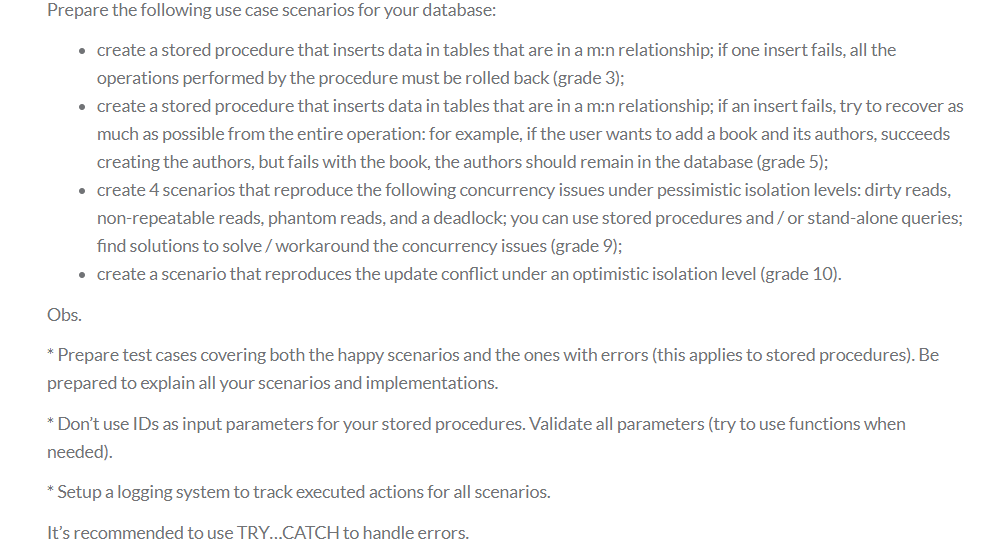 Prepare the following use case scenarios for your database:
• create a stored procedure that inserts data in tables that are in a m:n relationship; if one insert fails, all the
operations performed by the procedure must be rolled back (grade 3);
• create a stored procedure that inserts data in tables that are in a m:n relationship; if an insert fails, try to recover as
much as possible from the entire operation: for example, if the user wants to add a book and its authors, succeeds
creating the authors, but fails with the book, the authors should remain in the database (grade 5);
• create 4 scenarios that reproduce the following concurrency issues under pessimistic isolation levels: dirty reads,
non-repeatable reads, phantom reads, and a deadlock; you can use stored procedures and / or stand-alone queries;
find solutions to solve / workaround the concurrency issues (grade 9);
• create a scenario that reproduces the update conflict under an optimistic isolation level (grade 10).
Obs.
* Prepare test cases covering both the happy scenarios and the ones with errors (this applies to stored procedures). Be
prepared to explain all your scenarios and implementations.
* Don’t use IDs as input parameters for your stored procedures. Validate all parameters (try to use functions when
needed).
* Setup a logging system to track executed actions for all scenarios.
It’s recommended to use TRY…CATCH to handle errors.